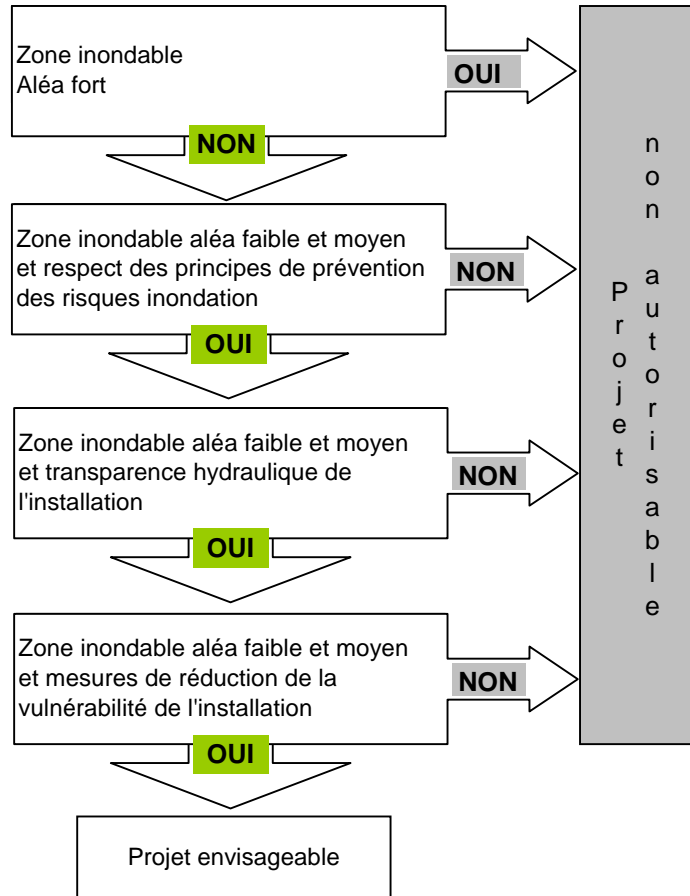 Zone inondable
Aléa fort
OUI
NON
Zone inondable aléa faible et moyen
et respect des principes de prévention
des risques inondation
NON
OUI
Zone inondable aléa faible et moyen
et transparence hydraulique de
l'installation
NON
OUI
Zone inondable aléa faible et moyen
et mesures de réduction de la
vulnérabilité de l'installation
NON
OUI
Projet envisageable
Projet
non autorisable